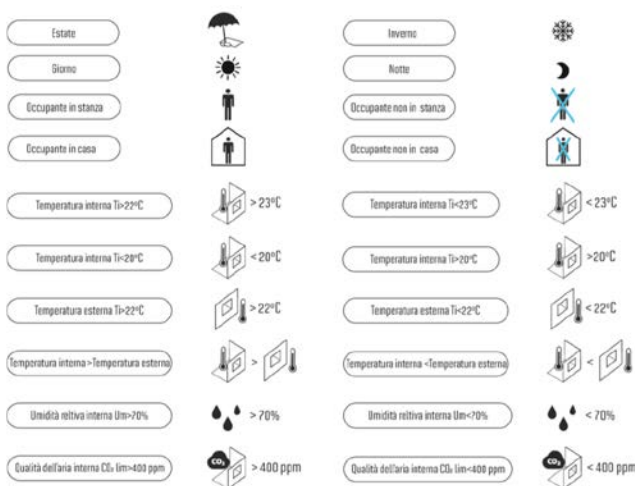 Estate
Inverno
Giorno
Notte
Occupante in stanza
Occupante non in stanza
Occupante in casa
Occupante non in casa
Temperatura interna Ti>22°C > 23°C
Temperatura interna Ti<23°C < 23°C
Temperatura interna Ti<20°C < 20°C
Temperatura interna Ti>20°C >20°C
Temperatura esterna Ti>22°C > 22°C
Temperatura esterna Ti<22°C < 22°C
Temperatura interna>Temperatura esterna >
Temperatura interna <Temperatura esterna <
Umidità reltiva interna Um>70% > 70%
Umidità reltiva interna Um<70% < 70%
Qualità dell'aria interna CO₂ lim>400 ppm CO₂ > 400 ppm
Qualità dell'aria interna CO₂ lim<400 ppm CO₂ < 400 ppm